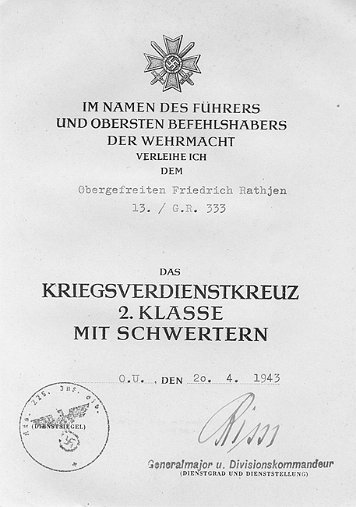 IM NAMEN DES FÜHRERS
UND OBERSTEN BEFEHLSHABERS
DER WEHRMACHT
VERLEIHE ICH
DEM
Obergefreiten Friedrich Rathjen
13. / G.R. 333
DAS
KRIEGSVERDIENSTKREUZ
2. KLASSE
MIT SCHWERTERN
O.U. , DEN 20. 4. 1943
(DIENSTSIEGEL)
Generalmajor u. Divisionskommandeur
(DIENSTGRAD UND DIENSTSTELLUNG)